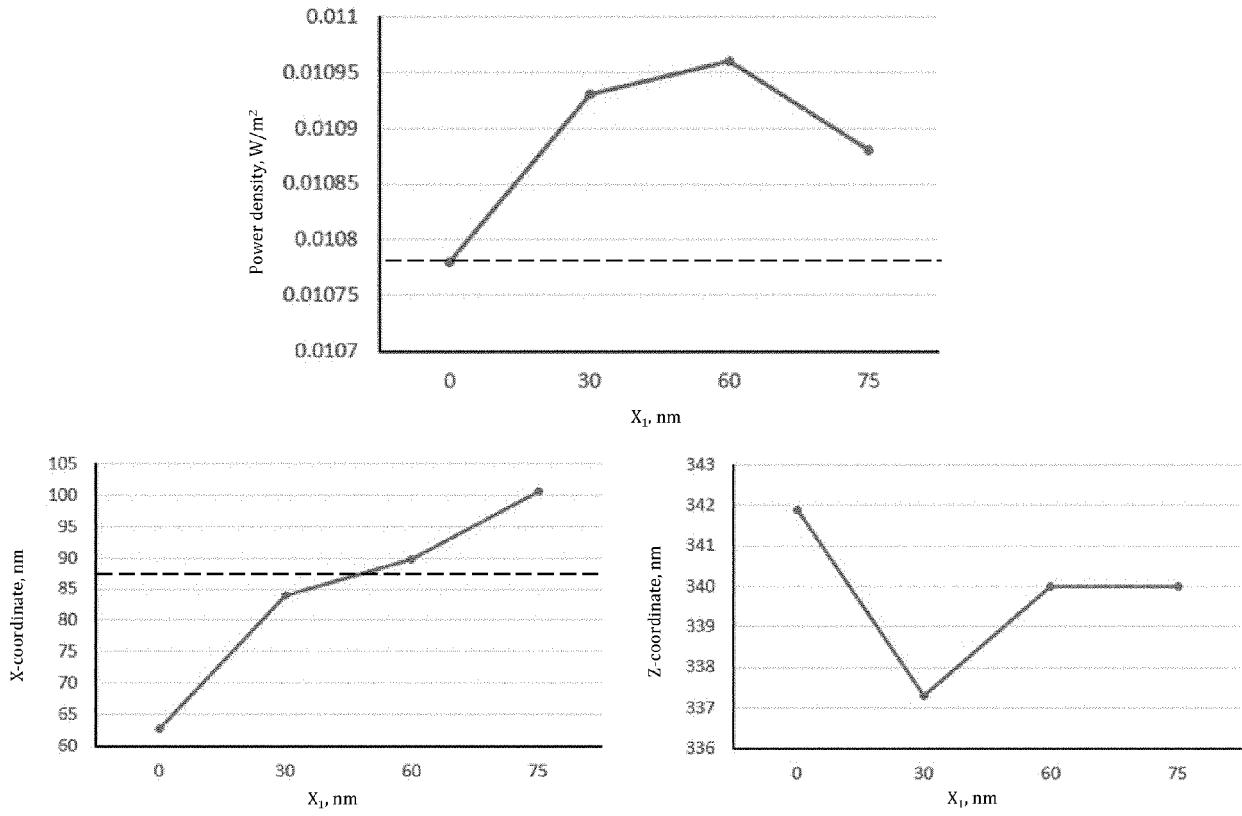 0.011
0.01095
0.0109
0.01085
0.0108
0.01075
0.0107
Power density, W/m²
0 30 60 75
X₁, nm
105
100
95
90
85
80
75
70
65
60
X-coordinate, nm
0 30 60 75
X₁, nm
343
342
341
340
339
338
337
336
Z-coordinate, nm
0 30 60 75
X₁, nm